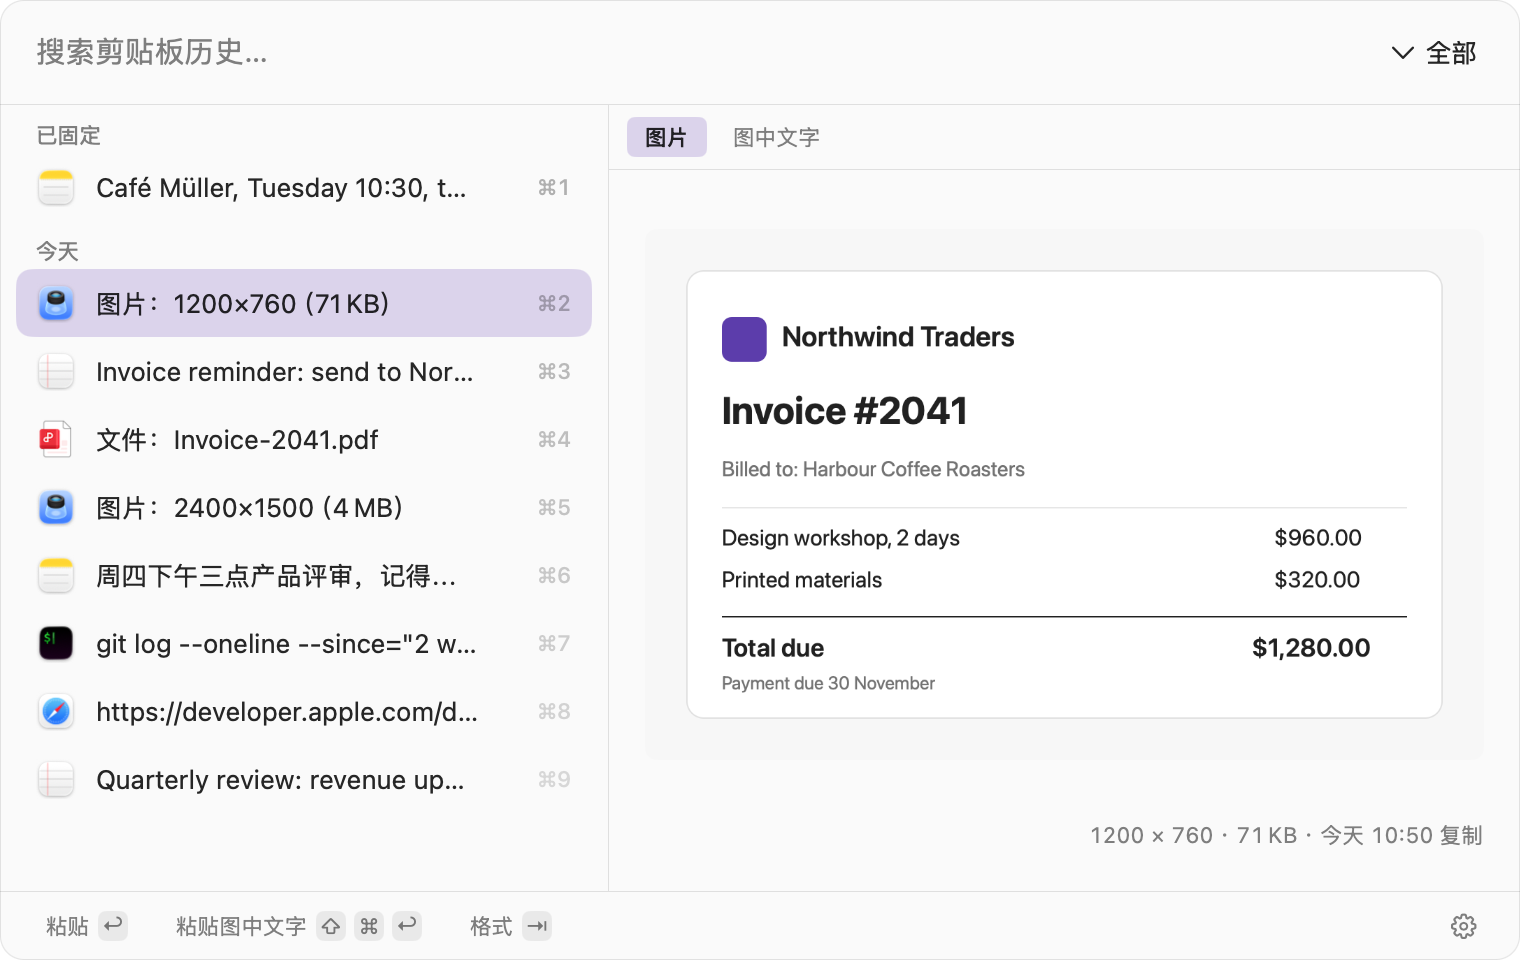 搜索剪贴板历史...
全部
已固定
Café Müller, Tuesday 10:30, t... ⌘1
今天
图片：1200×760 (71 KB) ⌘2
Invoice reminder: send to Nor... ⌘3
文件：Invoice-2041.pdf ⌘4
图片：2400×1500 (4 MB) ⌘5
周四下午三点产品评审，记得... ⌘6
$|
git log --oneline --since="2 w... ⌘7
https://developer.apple.com/d... ⌘8
Quarterly review: revenue up... ⌘9
图片 图中文字
Northwind Traders
Invoice #2041
Billed to: Harbour Coffee Roasters
Design workshop, 2 days $960.00
Printed materials $320.00
Total due $1,280.00
Payment due 30 November
1200 × 760 · 71 KB · 今天 10:50 复制
粘贴 ↩ 粘贴图中文字 ⇧ ⌘ ↩ 格式 ⇥